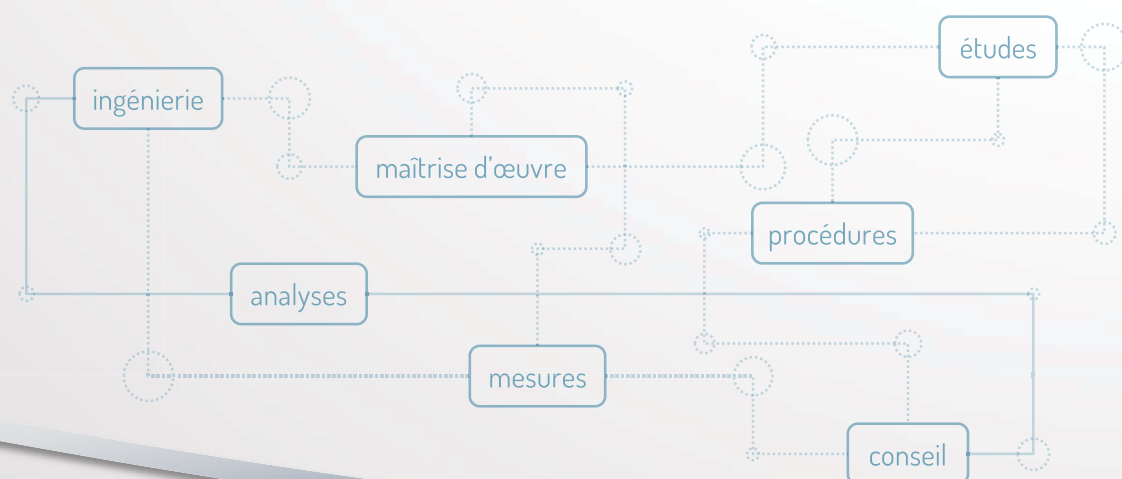 études
ingénierie
maîtrise d'œuvre
procédures
analyses
mesures
conseil